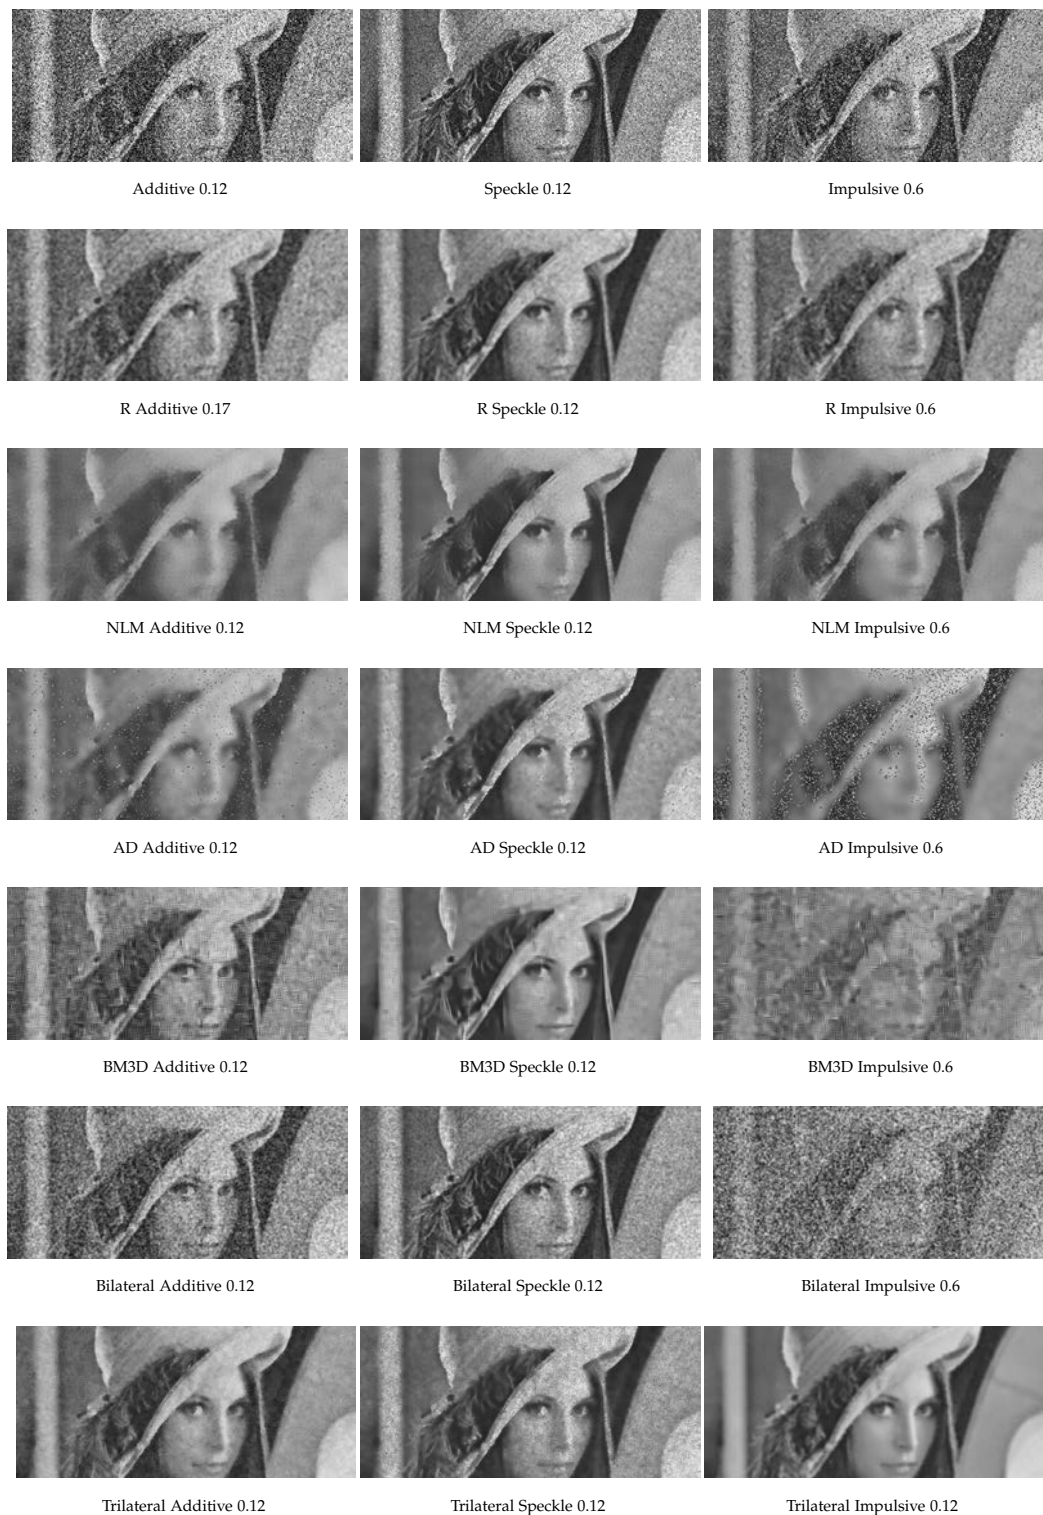 Additive 0.12 Speckle 0.12 Impulsive 0.6
R Additive 0.17 R Speckle 0.12 R Impulsive 0.6
NLM Additive 0.12 NLM Speckle 0.12 NLM Impulsive 0.6
AD Additive 0.12 AD Speckle 0.12 AD Impulsive 0.6
BM3D Additive 0.12 BM3D Speckle 0.12 BM3D Impulsive 0.6
Bilateral Additive 0.12 Bilateral Speckle 0.12 Bilateral Impulsive 0.6
Trilateral Additive 0.12 Trilateral Speckle 0.12 Trilateral Impulsive 0.12